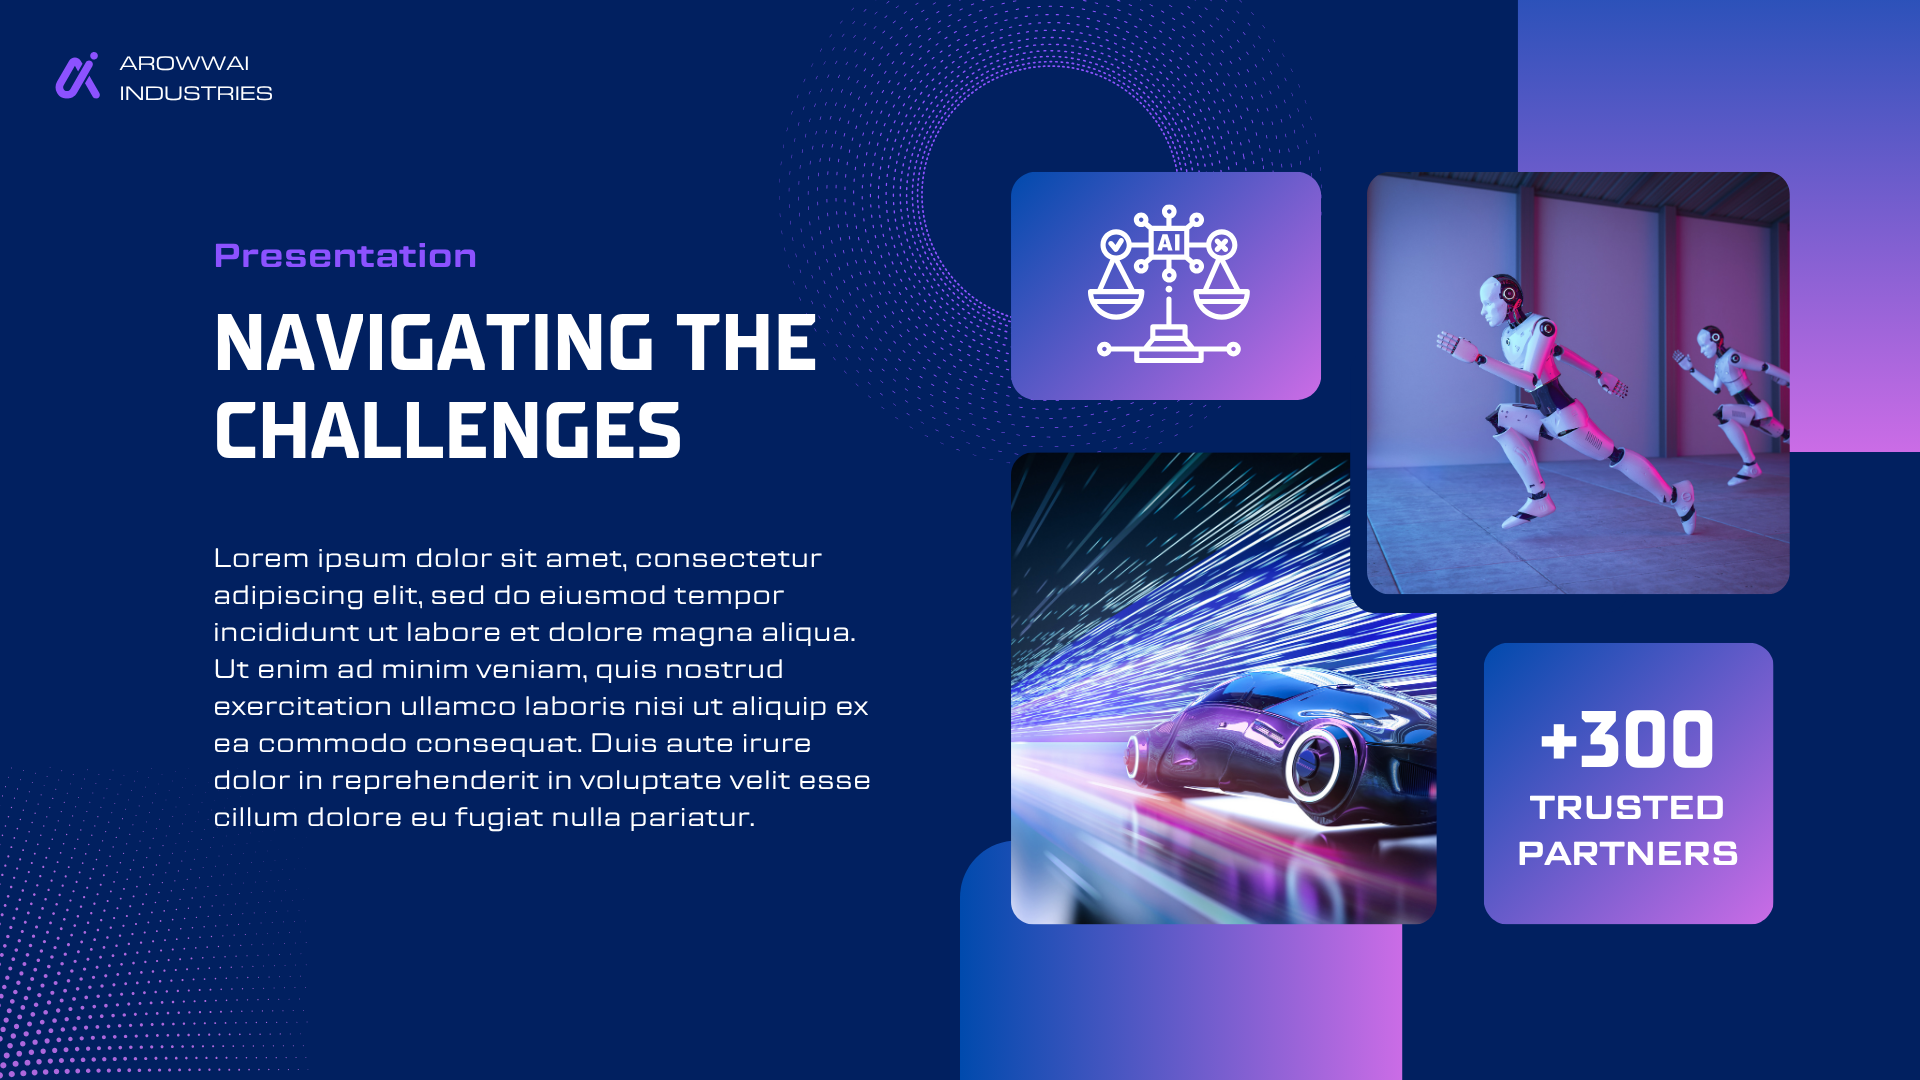 AROWWAI
INDUSTRIES
Presentation
NAVIGATING THE
CHALLENGES
Lorem ipsum dolor sit amet, consectetur
adipiscing elit, sed do eiusmod tempor
incididunt ut labore et dolore magna aliqua.
Ut enim ad minim veniam, quis nostrud
exercitation ullamco laboris nisi ut aliquip ex
ea commodo consequat. Duis aute irure
dolor in reprehenderit in voluptate velit esse
cillum dolore eu fugiat nulla pariatur.
AI
+300
TRUSTED
PARTNERS